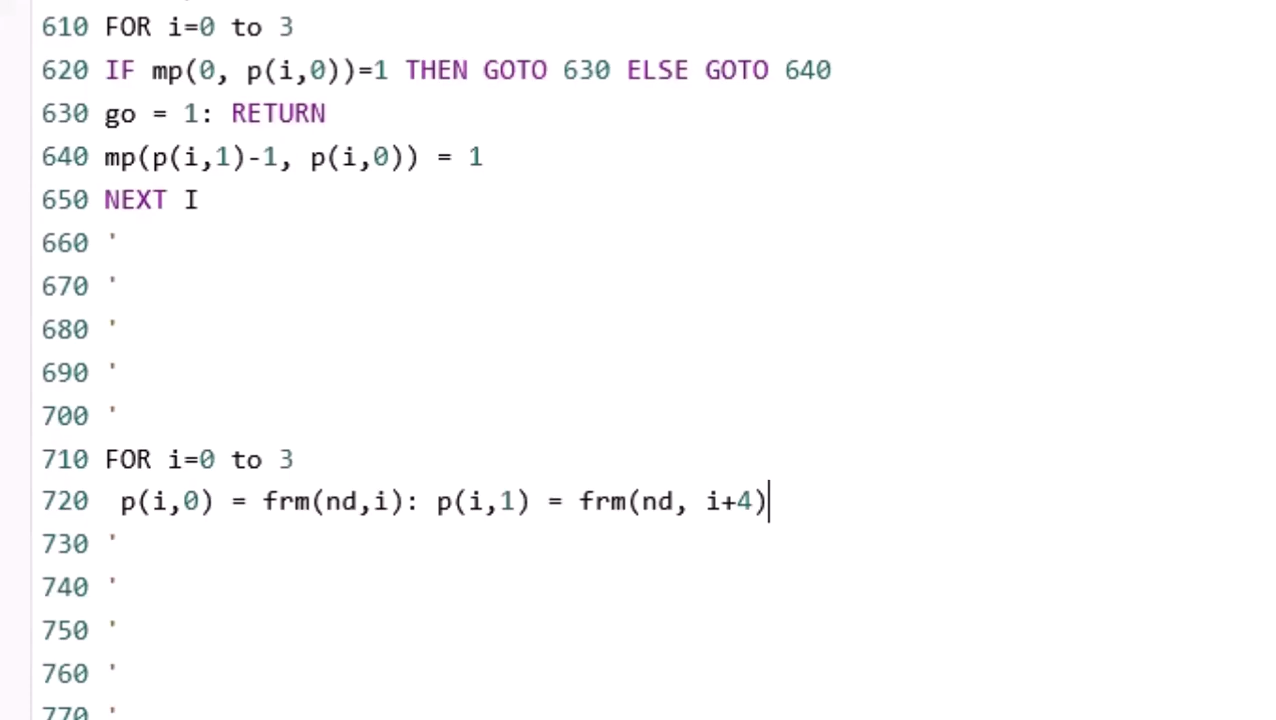 610 FOR i=0 to 3
620 IF mp(0, p(i,0))=1 THEN GOTO 630 ELSE GOTO 640
630 go = 1: RETURN
640 mp(p(i,1)-1, p(i,0)) = 1
650 NEXT I
660 '
670 '
680 '
690 '
700 '
710 FOR i=0 to 3
720  p(i,0) = frm(nd,i): p(i,1) = frm(nd, i+4)
730 '
740 '
750 '
760 '
770 '